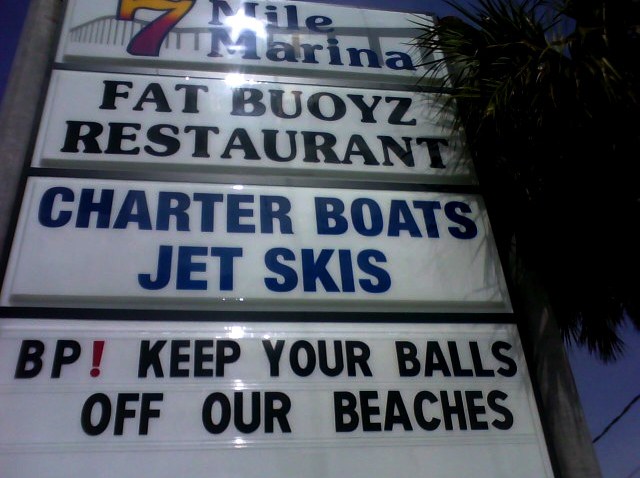 7 Mile
Marina
FAT BUOYZ
RESTAURANT
CHARTER BOATS
JET SKIS
BP! KEEP YOUR BALLS
OFF OUR BEACHES